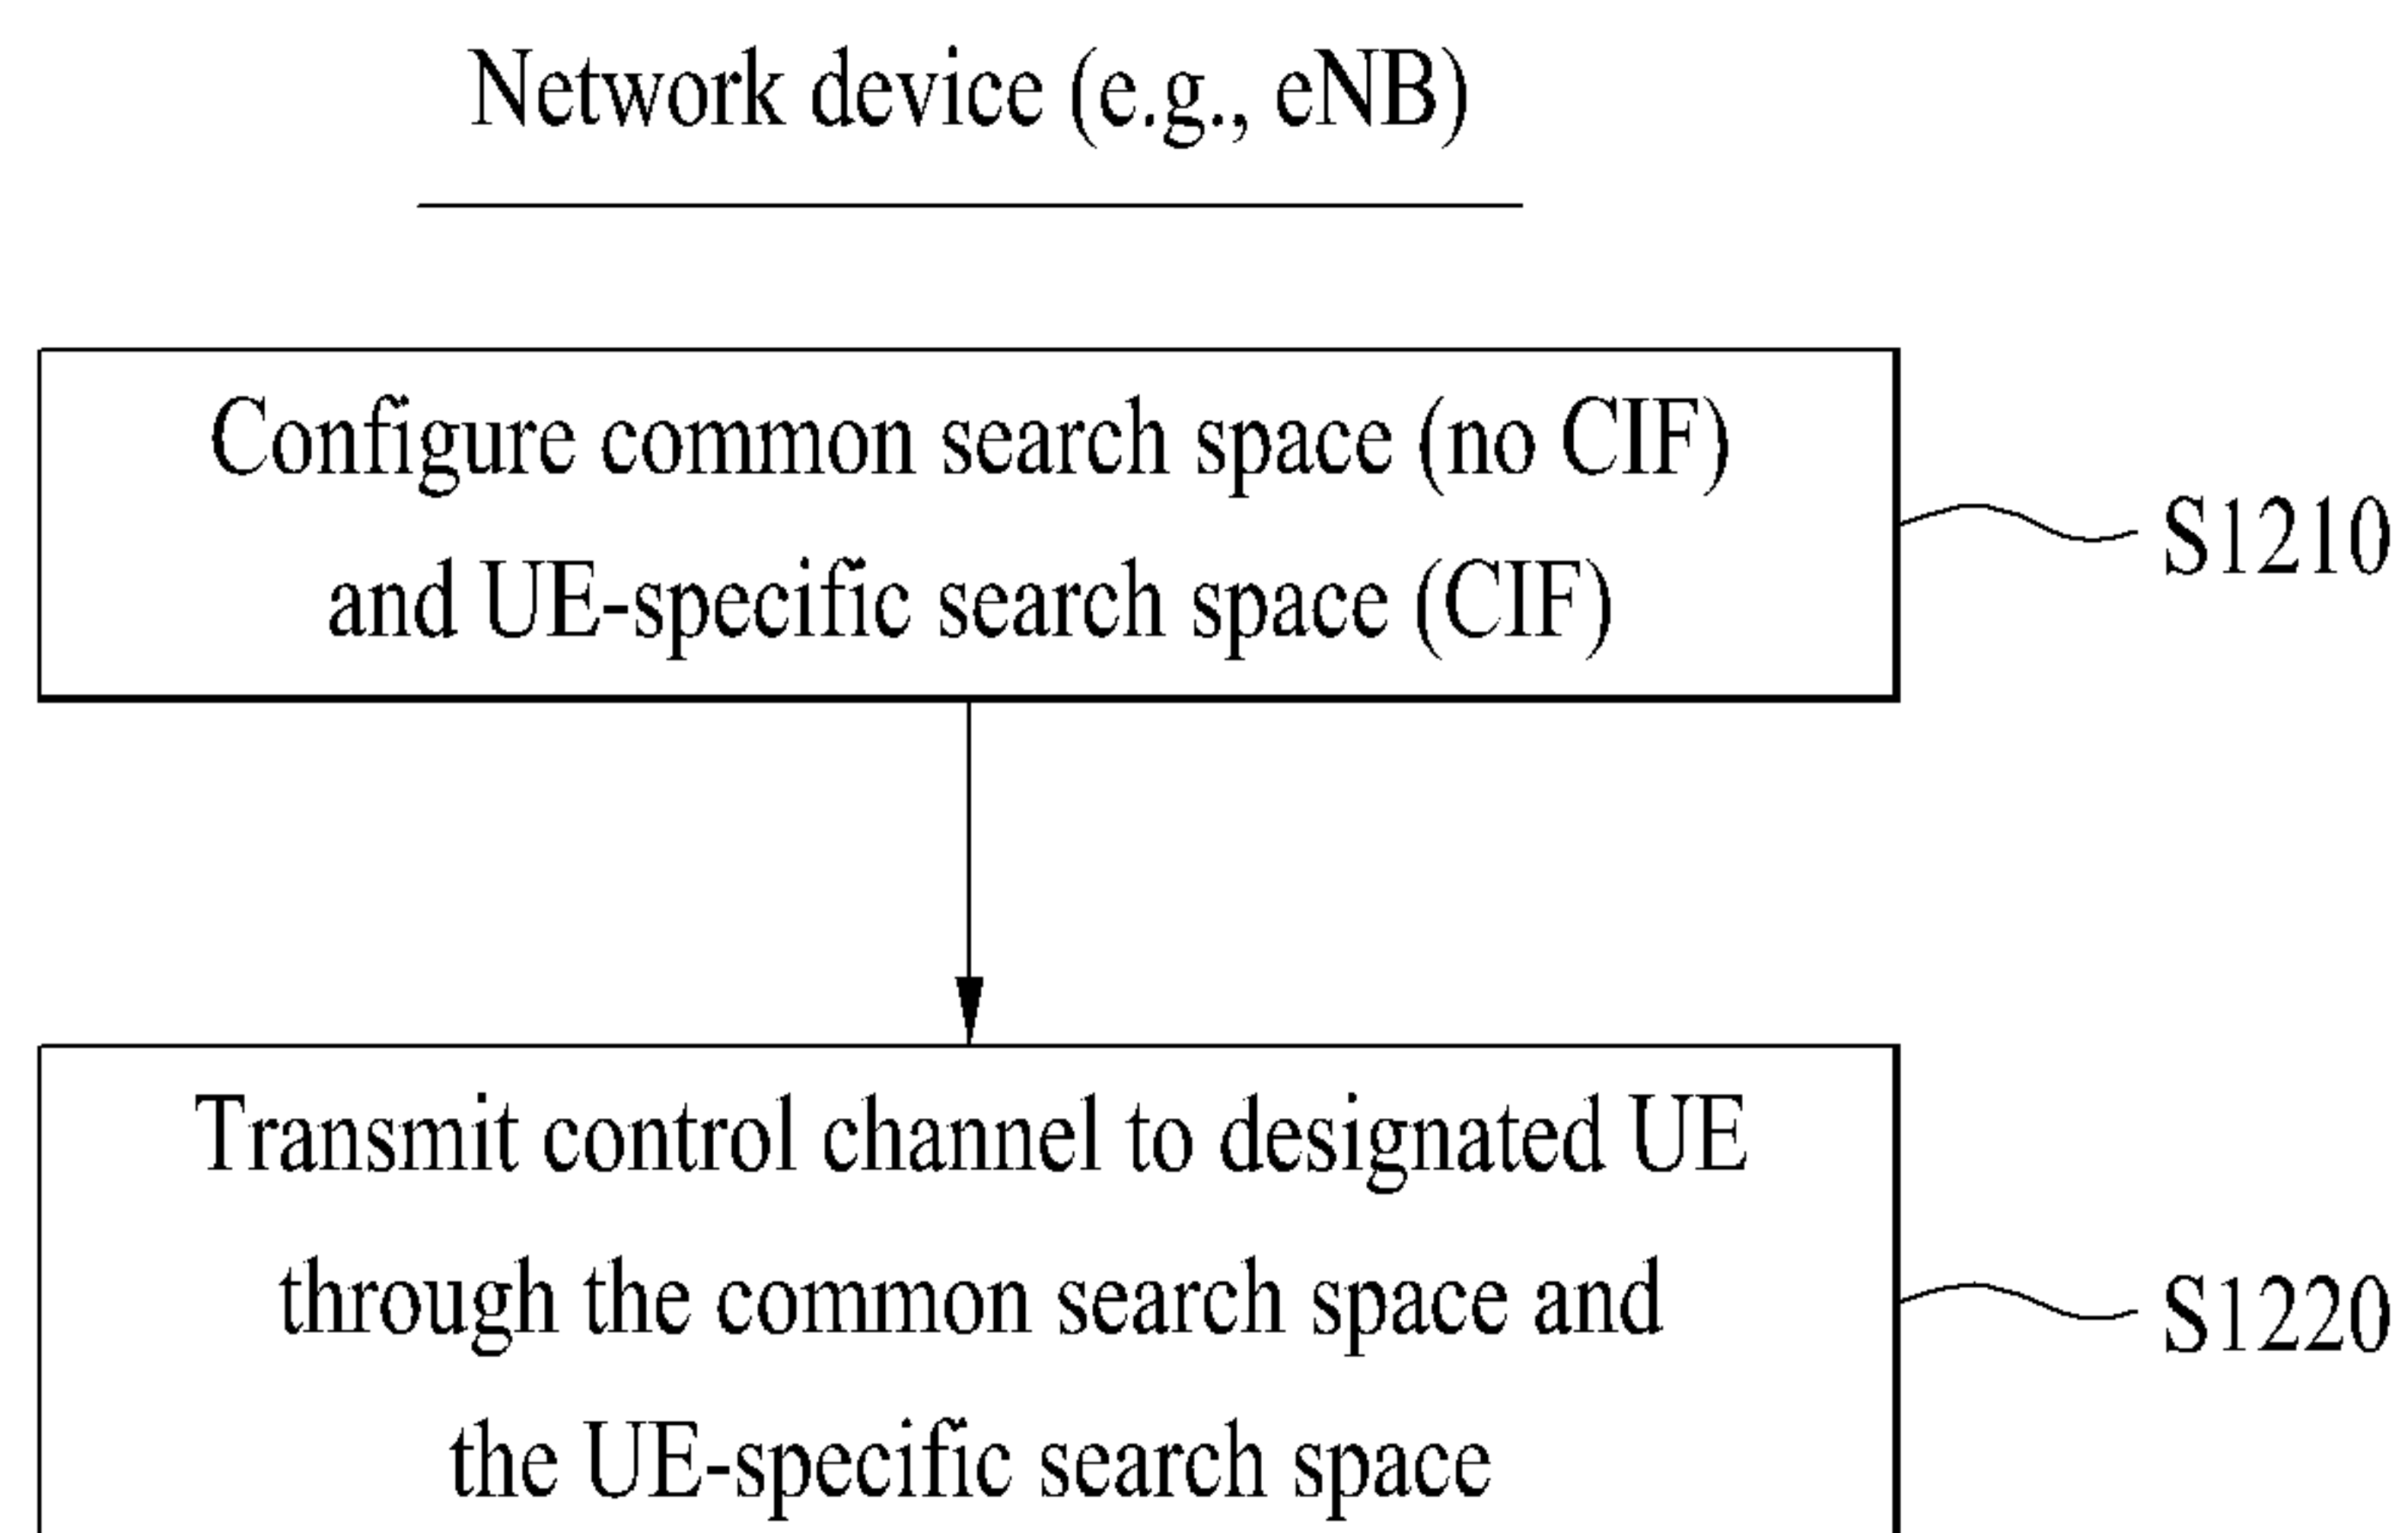 Network device (e.g., eNB)
Configure common search space (no CIF)
and UE-specific search space (CIF)
S1210
Transmit control channel to designated UE
through the common search space and
the UE-specific search space
S1220